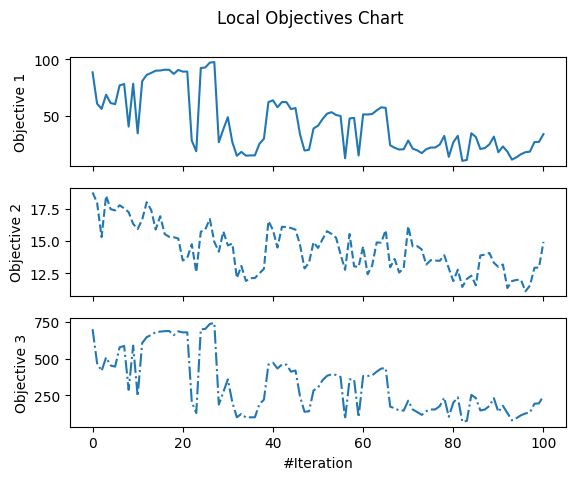 Local Objectives Chart
100
50
Objective 1
17.5
15.0
12.5
Objective 2
750
500
250
Objective 3
0 20 40 60 80 100
#Iteration